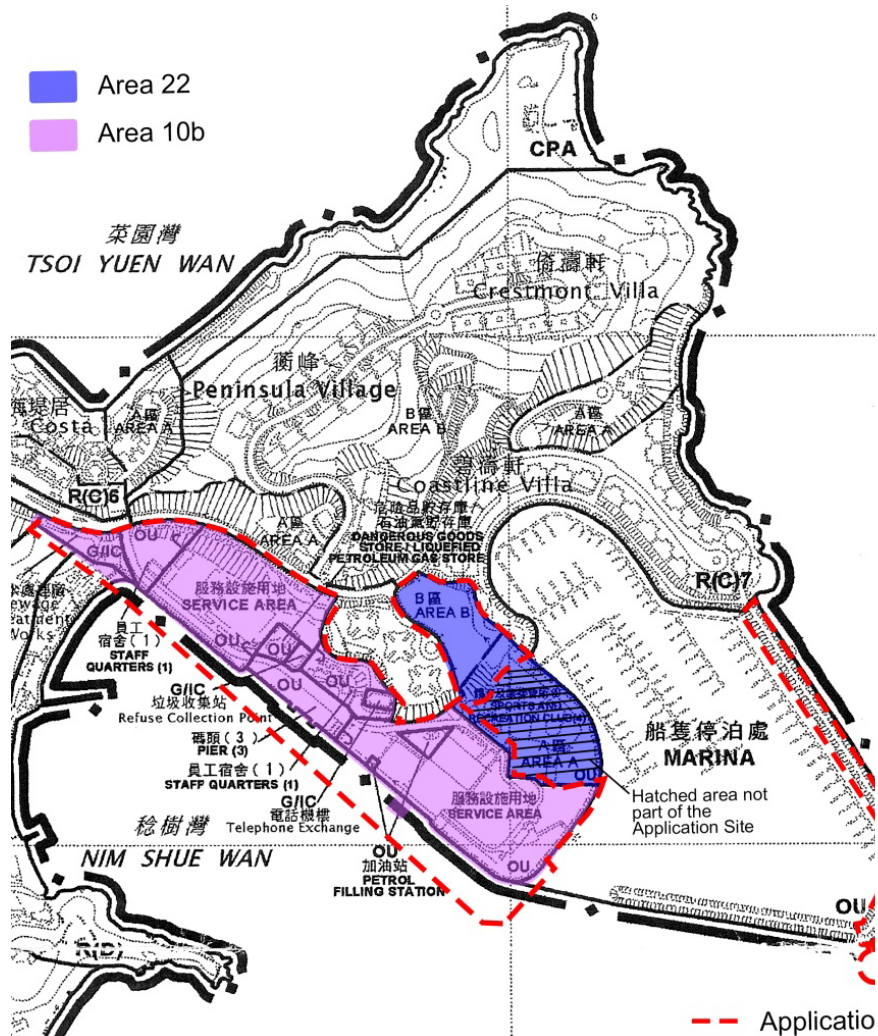 Area 22
Area 10b
CPA
菜園灣
TSOI YUEN WAN
倚濤軒
Crestmont Villa
蘅峰
Peninsula Village
海堤居
Costa
A區
AREA A
B區
AREA B
A區
AREA A
碧濤軒
Coastline Villa
R(C)6
A區
AREA A
危險品貯存庫/
石油氣貯存庫
DANGEROUS GOODS
STORE / LIQUEFIED
PETROLEUM GAS STORE
R(C)7
OU
G/IC
服務設施用地
SERVICE AREA
B區
AREA B
Works
員工
宿舍(1)
STAFF
QUARTERS (1)
OU
OU
OU
OU
SPORTS AND
RECREATION CLUB(4)
A區
AREA A
OU
G/IC
垃圾收集站
Refuse Collection Point
碼頭(3)
PIER (3)
員工宿舍(1)
STAFF QUARTERS (1)
G/IC
電話機樓
Telephone Exchange
船隻停泊處
MARINA
Hatched area not
part of the
Application Site
服務設施用地
SERVICE AREA
稔樹灣
NIM SHUE WAN
OU
加油站
PETROL
FILLING STATION
OU
OU
R(D)
Applicatio